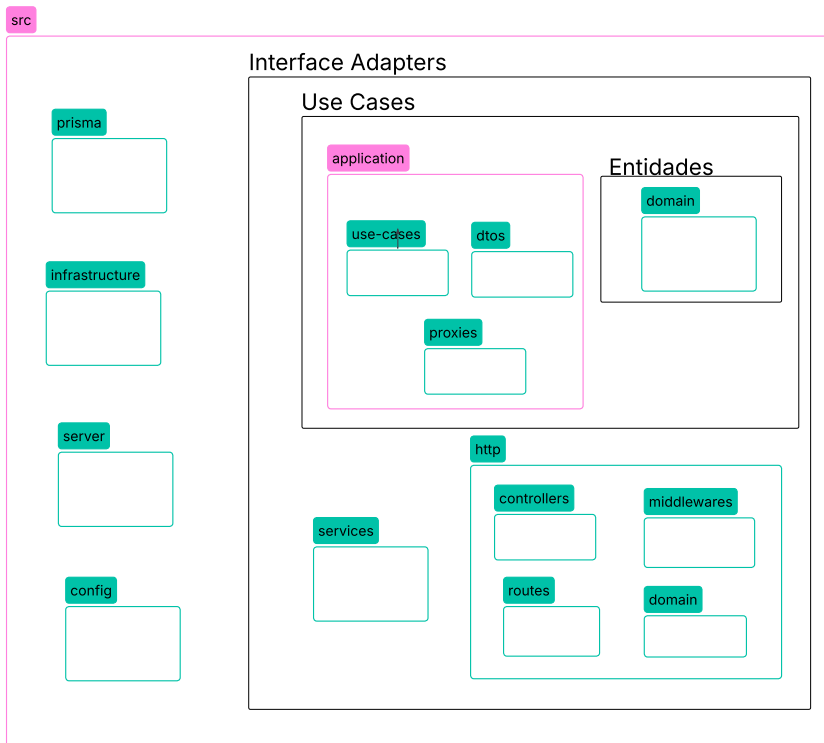 src
Interface Adapters
Use Cases
prisma
application
Entidades
domain
use-cases
dtos
infrastructure
proxies
server
http
controllers
middlewares
services
config
routes
domain